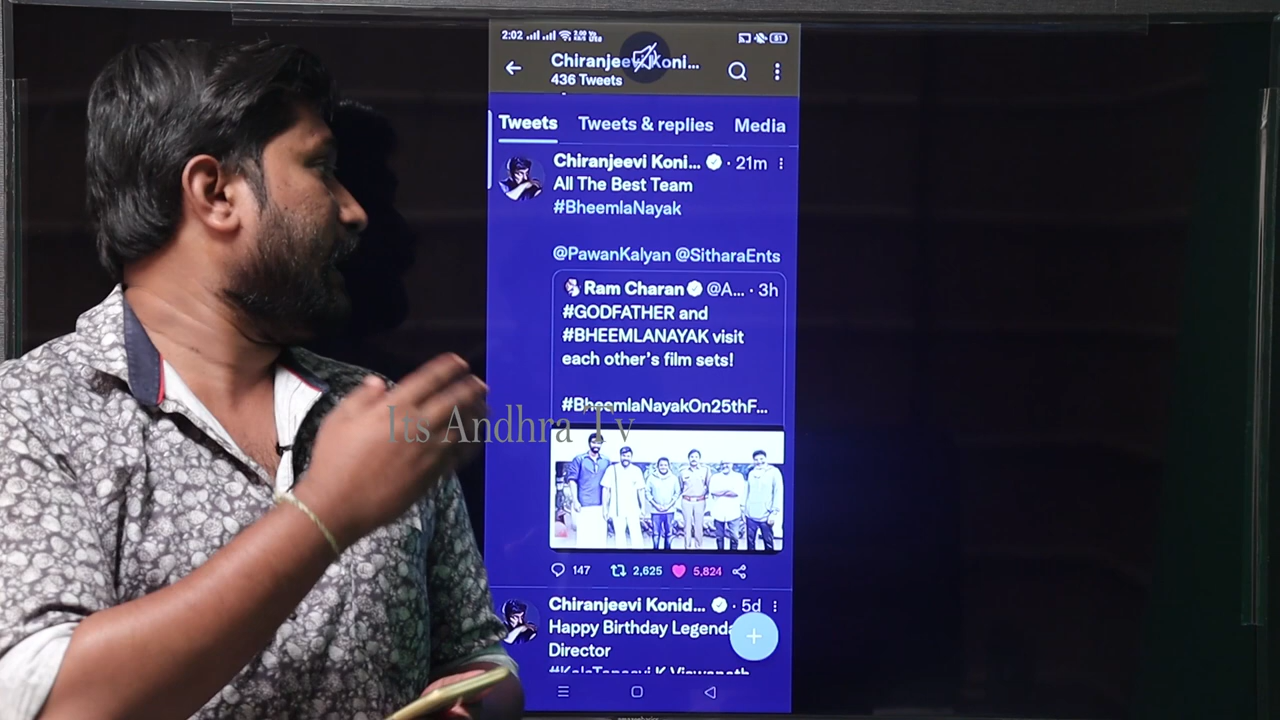 2:02
51
Chiranjeevi Koni...
436 Tweets
Tweets Tweets & replies Media
Chiranjeevi Koni... · 21m
All The Best Team
#BheemlaNayak
@PawanKalyan @SitharaEnts
Ram Charan @A... · 3h
#GODFATHER and
#BHEEMLANAYAK visit
each other's film sets!
#BheemlaNayakOn25thF...
Its Andhra Tv
147 2,625 5,824
Chiranjeevi Konid... · 5d
Happy Birthday Legenda
Director